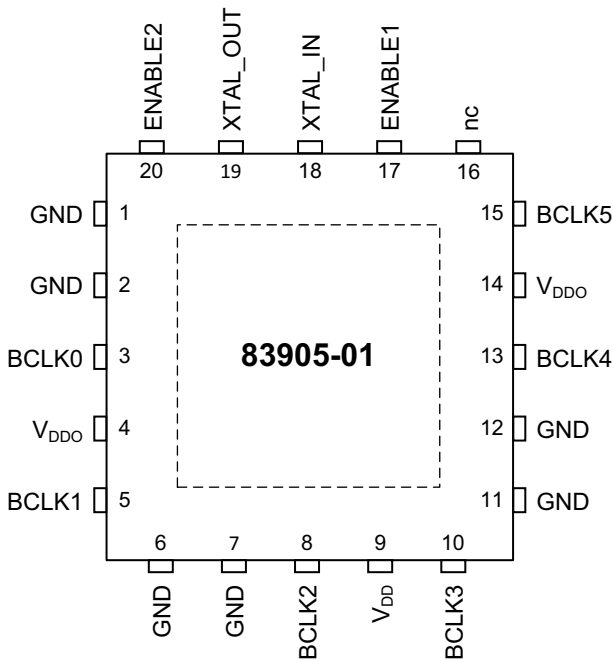 ENABLE2
XTAL_OUT
XTAL_IN
ENABLE1
nc
20
19
18
17
16
GND 1
GND 2
BCLK0 3
VDDO 4
BCLK1 5
15 BCLK5
14 VDDO
13 BCLK4
12 GND
11 GND
83905-01
6
7
8
9
10
GND
GND
BCLK2
VDD
BCLK3